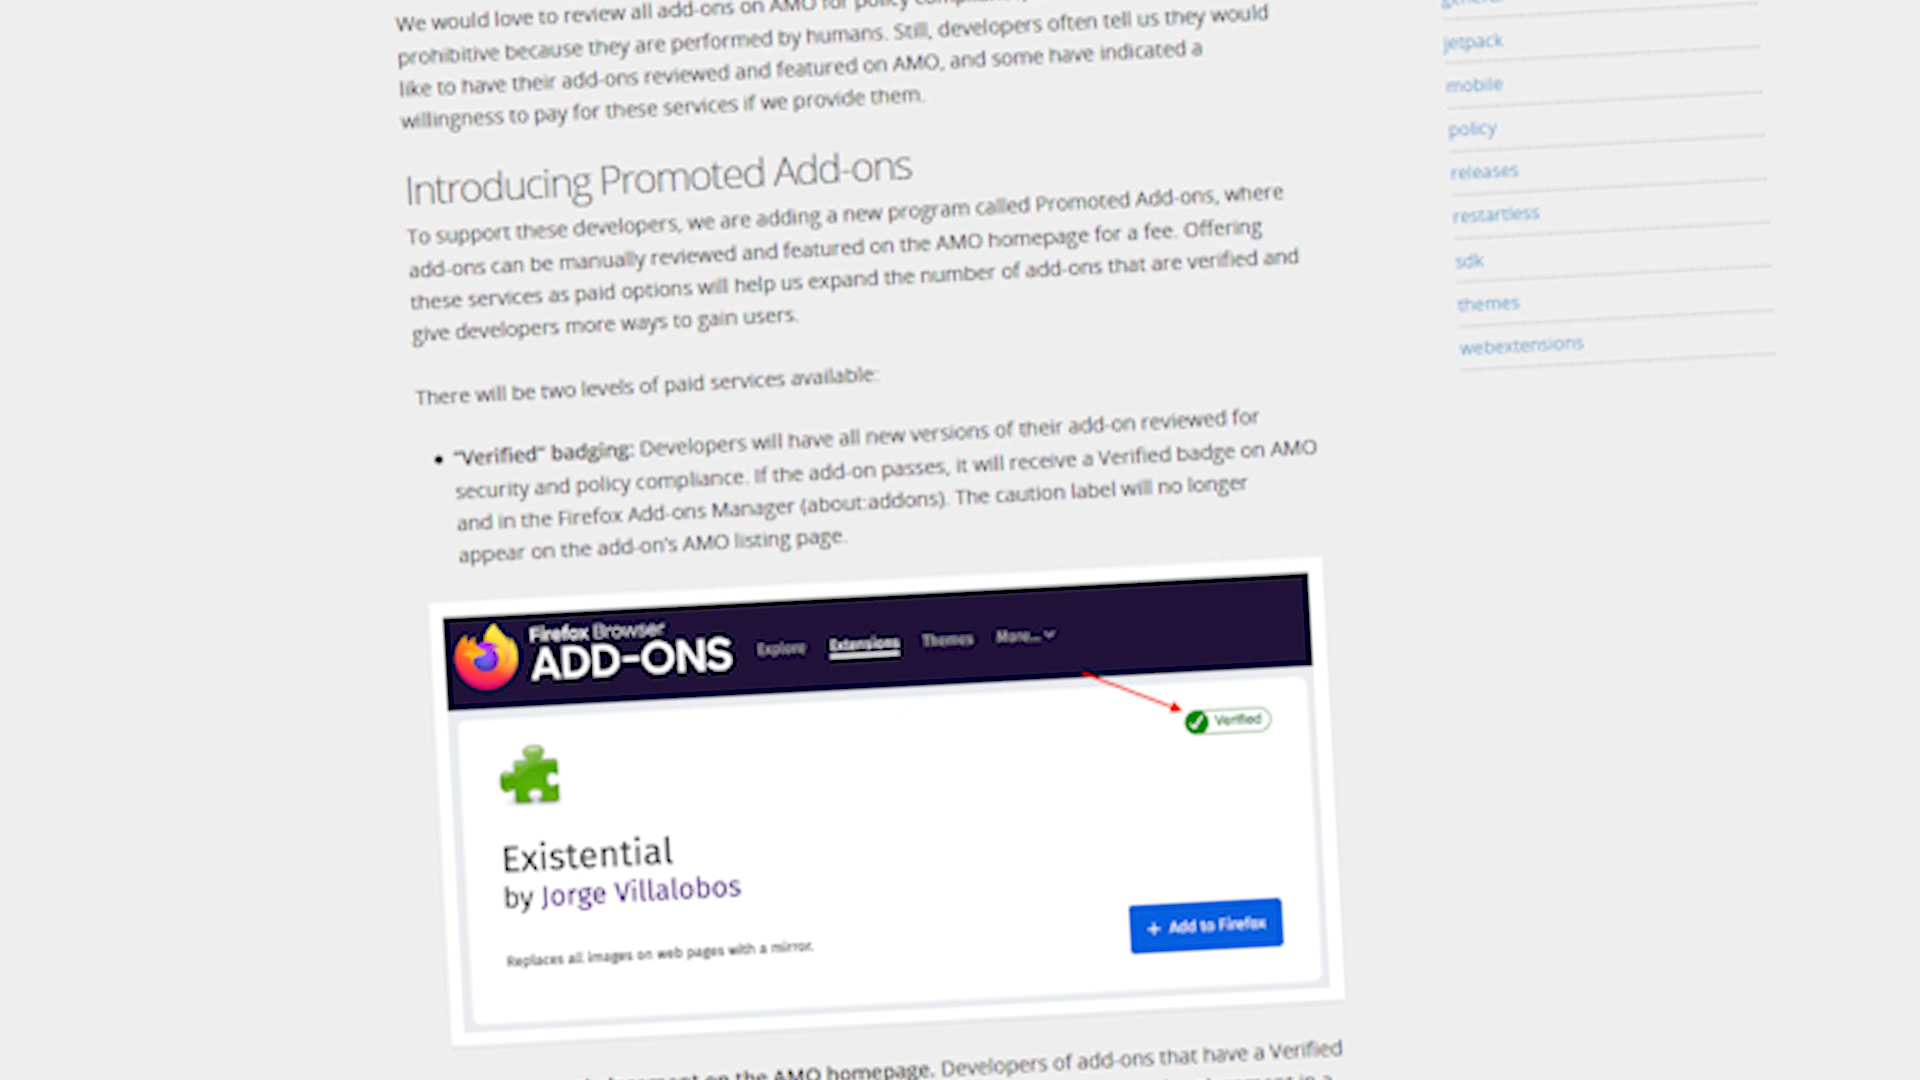 We would love to review all add-ons on AMO for policy
prohibitive because they are performed by humans. Still, developers often tell us they would
like to have their add-ons reviewed and featured on AMO, and some have indicated a
willingness to pay for these services if we provide them.
Introducing Promoted Add-ons
To support these developers, we are adding a new program called Promoted Add-ons, where
add-ons can be manually reviewed and featured on the AMO homepage for a fee. Offering
these services as paid options will help us expand the number of add-ons that are verified and
give developers more ways to gain users.
There will be two levels of paid services available:
• “Verified” badging: Developers will have all new versions of their add-on reviewed for
security and policy compliance. If the add-on passes, it will receive a Verified badge on AMO
and in the Firefox Add-ons Manager (about:addons). The caution label will no longer
appear on the add-on's AMO listing page.
Firefox Browser
ADD-ONS
Explore Extensions Themes More...
Verified
Existential
by Jorge Villalobos
Replaces all images on web pages with a mirror.
+ Add to Firefox
on the AMO homepage. Developers of add-ons that have a Verified
jetpack
mobile
policy
releases
restartless
sdk
themes
webextensions